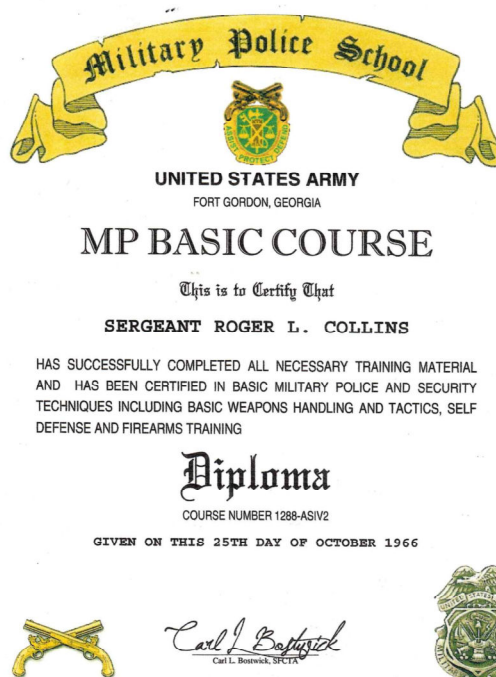 Military Police School
ASSIST PROTECT DEFEND
UNITED STATES ARMY
FORT GORDON, GEORGIA
MP BASIC COURSE
This is to Certify That
SERGEANT ROGER L. COLLINS
HAS SUCCESSFULLY COMPLETED ALL NECESSARY TRAINING MATERIAL
AND HAS BEEN CERTIFIED IN BASIC MILITARY POLICE AND SECURITY
TECHNIQUES INCLUDING BASIC WEAPONS HANDLING AND TACTICS, SELF
DEFENSE AND FIREARMS TRAINING
Diploma
COURSE NUMBER 1288-ASIV2
GIVEN ON THIS 25TH DAY OF OCTOBER 1966
Carl L Bostwick
Carl L. Bostwick, SFCTA
UNITED STATES